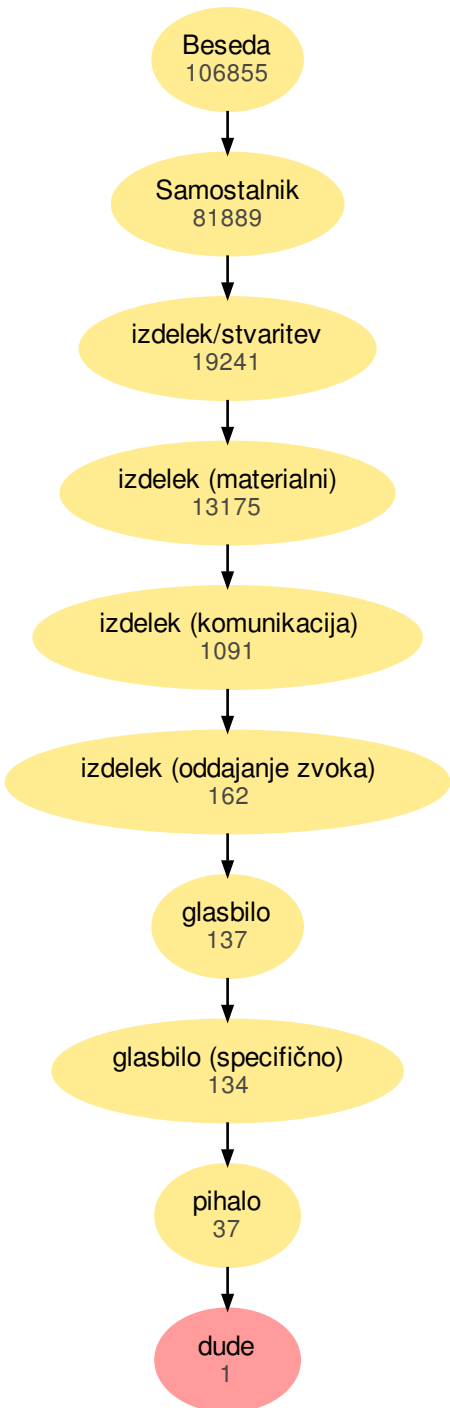 Beseda
106855
Samostalnik
81889
izdelek/stvaritev
19241
izdelek (materialni)
13175
izdelek (komunikacija)
1091
izdelek (oddajanje zvoka)
162
glasbilo
137
glasbilo (specifično)
134
pihalo
37
dude
1